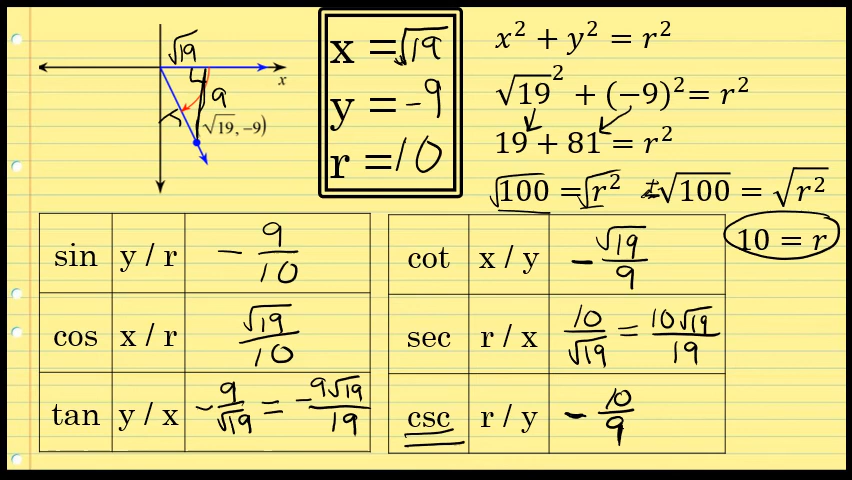 √19
x
9
√19, -9)
x = √19
y = -9
r = 10
x² + y² = r²
√19² + (-9)² = r²
19 + 81 = r²
√100 = √r² ±√100 = √r²
10 = r
sin y / r - 9/10
cos x / r √19/10
tan y / x - 9/√19 = -9√19/19
cot x / y - √19/9
sec r / x 10/√19 = 10√19/19
csc r / y - 10/9